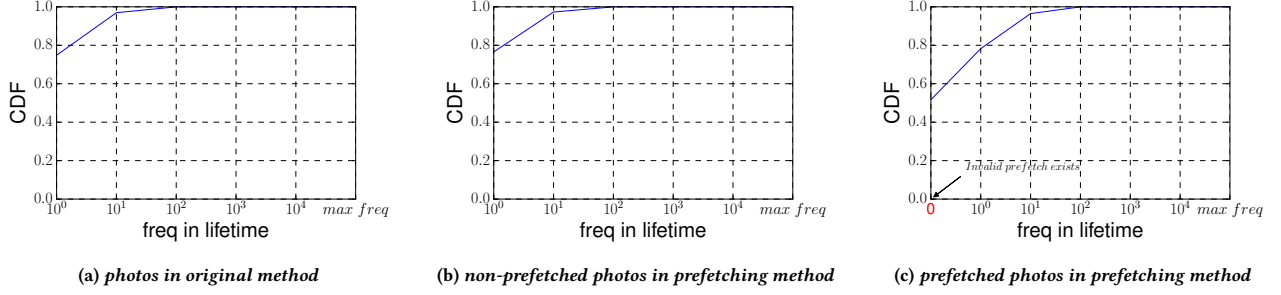 1.0
0.8
0.6
0.4
0.2
0.0
CDF
10^0 10^1 10^2 10^3 10^4 max freq
freq in lifetime
(a) photos in original method
1.0
0.8
0.6
0.4
0.2
0.0
CDF
10^0 10^1 10^2 10^3 10^4 max freq
freq in lifetime
(b) non-prefetched photos in prefetching method
1.0
0.8
0.6
0.4
0.2
0.0
CDF
Invalid prefetch exists
0 10^0 10^1 10^2 10^3 10^4 max freq
freq in lifetime
(c) prefetched photos in prefetching method